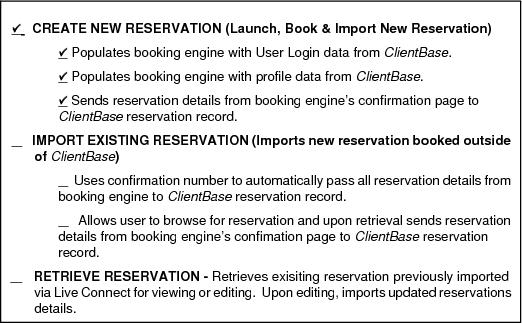 ✓ CREATE NEW RESERVATION (Launch, Book & Import New Reservation)
✓ Populates booking engine with User Login data from ClientBase.
✓ Populates booking engine with profile data from ClientBase.
✓ Sends reservation details from booking engine's confirmation page to
ClientBase reservation record.
_ IMPORT EXISTING RESERVATION (Imports new reservation booked outside
of ClientBase)
_ Uses confirmation number to automatically pass all reservation details from
booking engine to ClientBase reservation record.
_ Allows user to browse for reservation and upon retrieval sends reservation
details from booking engine's confimation page to ClientBase reservation
record.
_ RETRIEVE RESERVATION - Retrieves exisiting reservation previously imported
via Live Connect for viewing or editing. Upon editing, imports updated reservations
details.